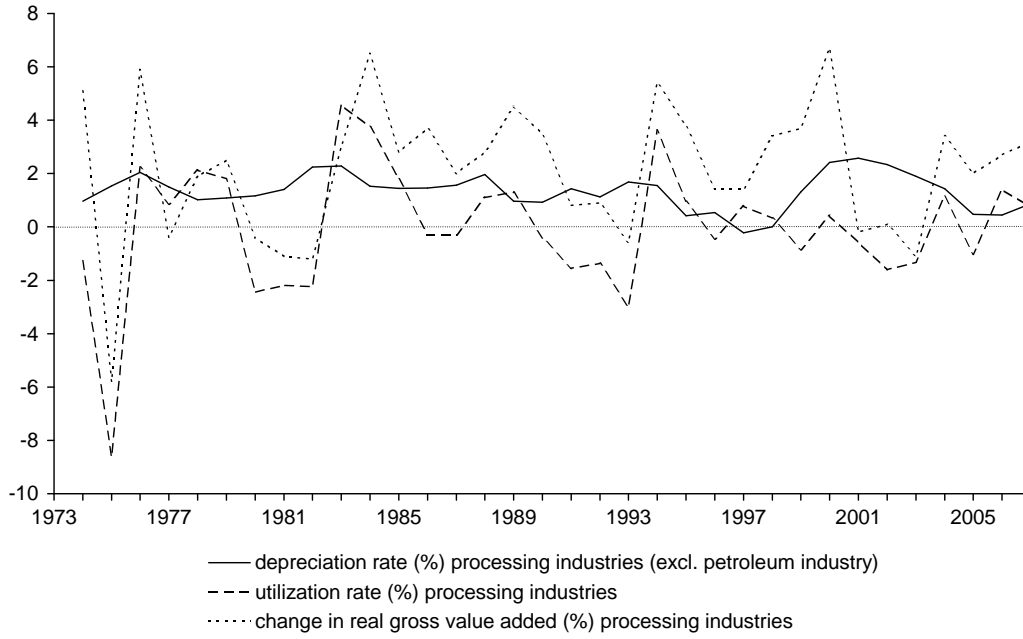 8
6
4
2
0
-2
-4
-6
-8
-10
1973 1977 1981 1985 1989 1993 1997 2001 2005
depreciation rate (%) processing industries (excl. petroleum industry)
utilization rate (%) processing industries
change in real gross value added (%) processing industries